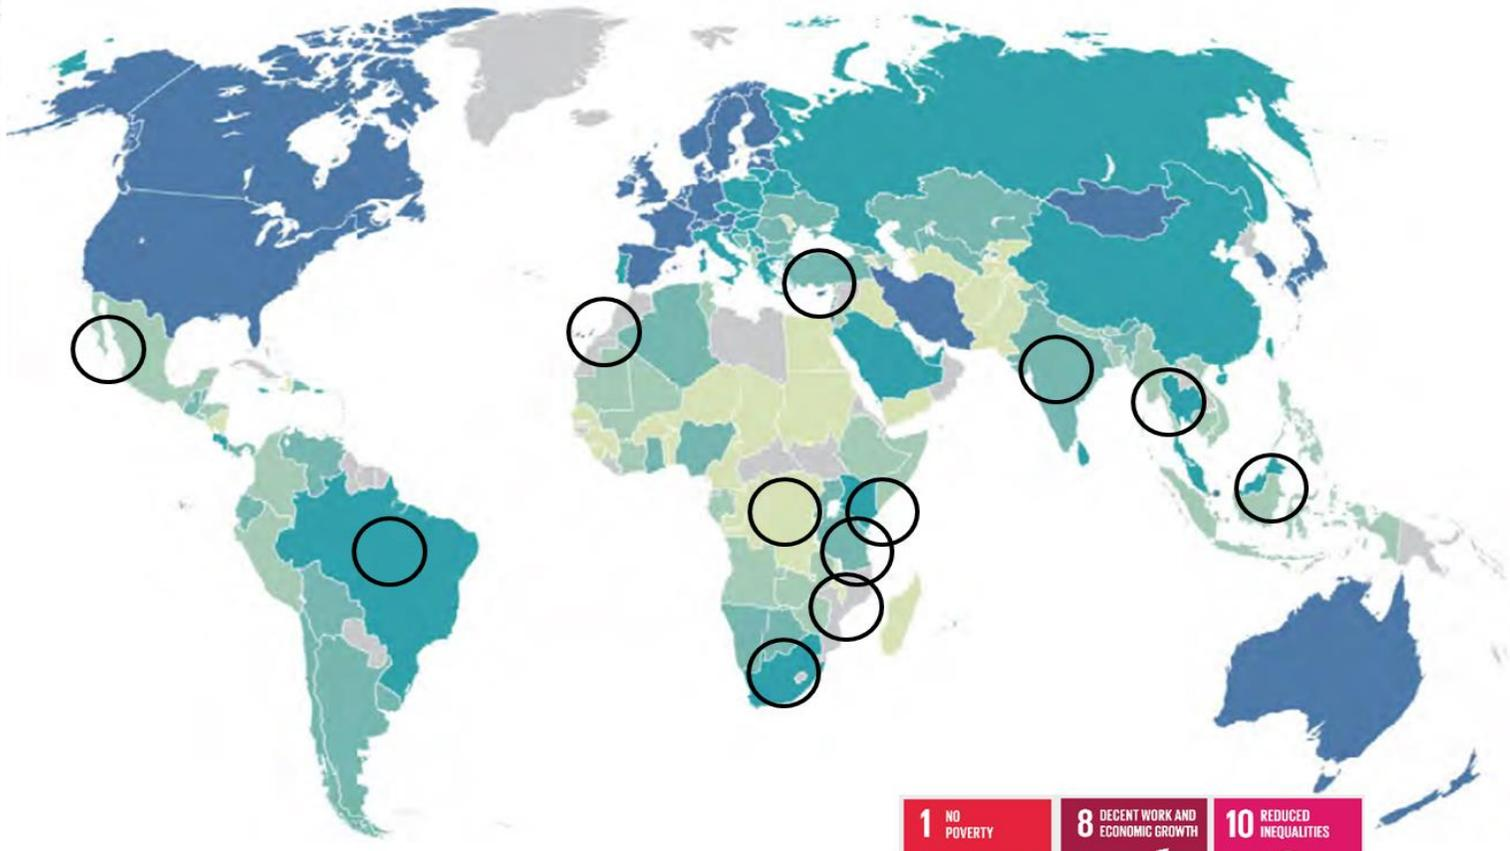 1 NO
POVERTY
8 DECENT WORK AND
ECONOMIC GROWTH
10 REDUCED
INEQUALITIES